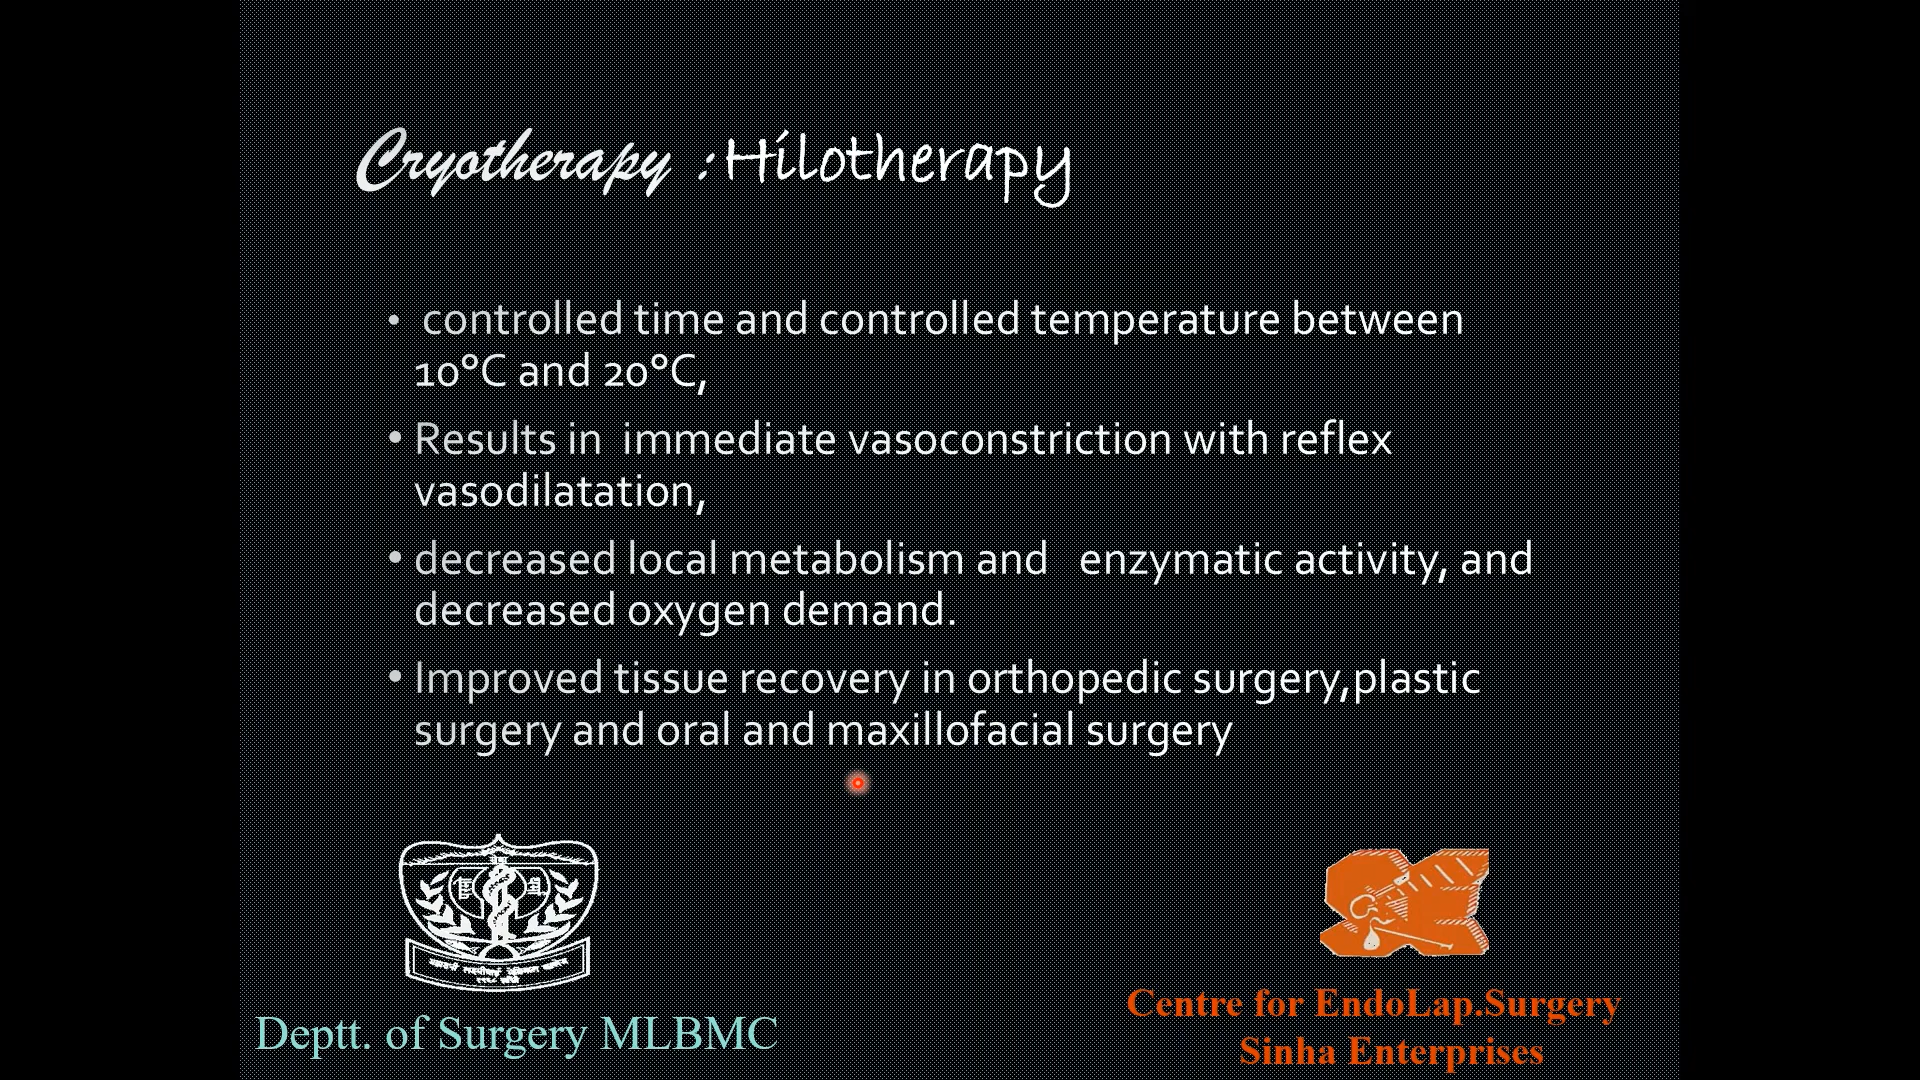 Cryotherapy : Hilotherapy
• controlled time and controlled temperature between
10°C and 20°C,
• Results in immediate vasoconstriction with reflex
vasodilatation,
• decreased local metabolism and enzymatic activity, and
decreased oxygen demand.
• Improved tissue recovery in orthopedic surgery,plastic
surgery and oral and maxillofacial surgery
Deptt. of Surgery MLBMC
Centre for EndoLap.Surgery
Sinha Enterprises